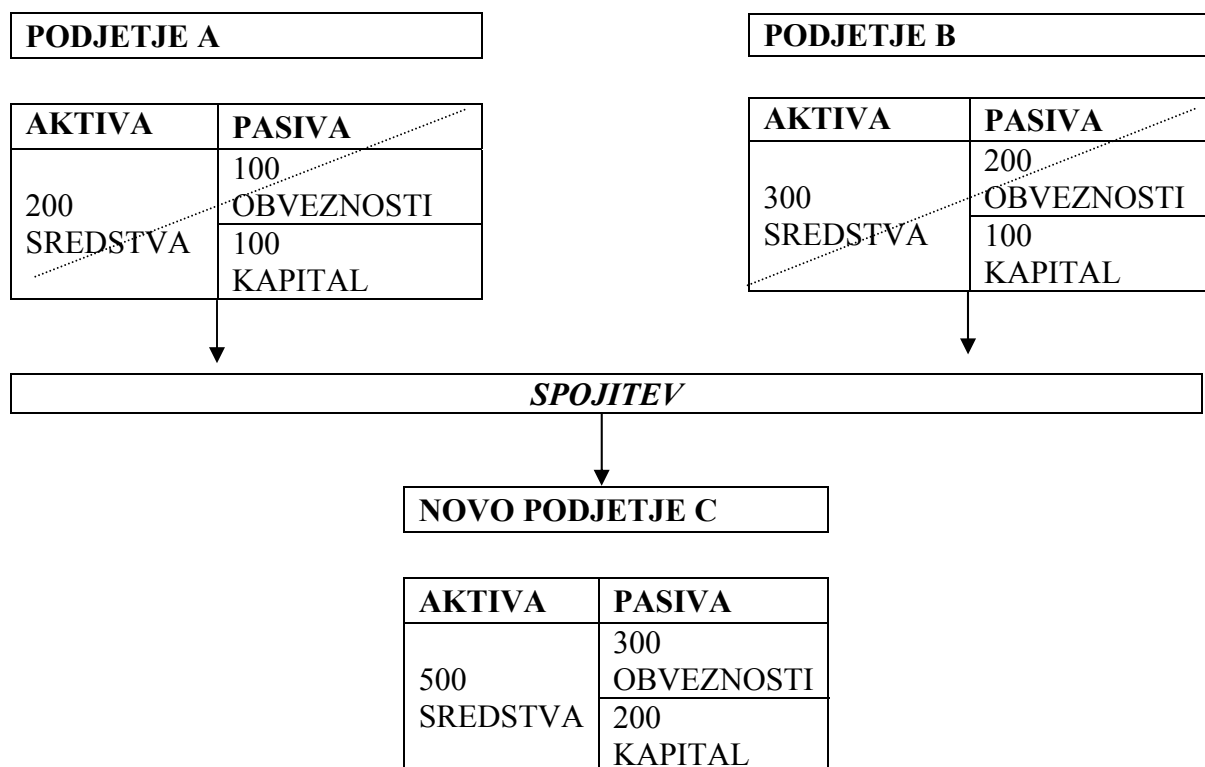 PODJETJE A
PODJETJE B
AKTIVA PASIVA
200
SREDSTVA
100
OBVEZNOSTI
100
KAPITAL
AKTIVA PASIVA
300
SREDSTVA
200
OBVEZNOSTI
100
KAPITAL
SPOJITEV
NOVO PODJETJE C
AKTIVA PASIVA
500
SREDSTVA
300
OBVEZNOSTI
200
KAPITAL